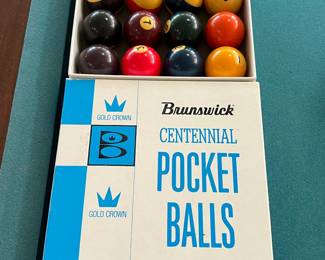 GOLD CROWN
GOLD CROWN
Brunswick
CENTENNIAL
POCKET
BALLS